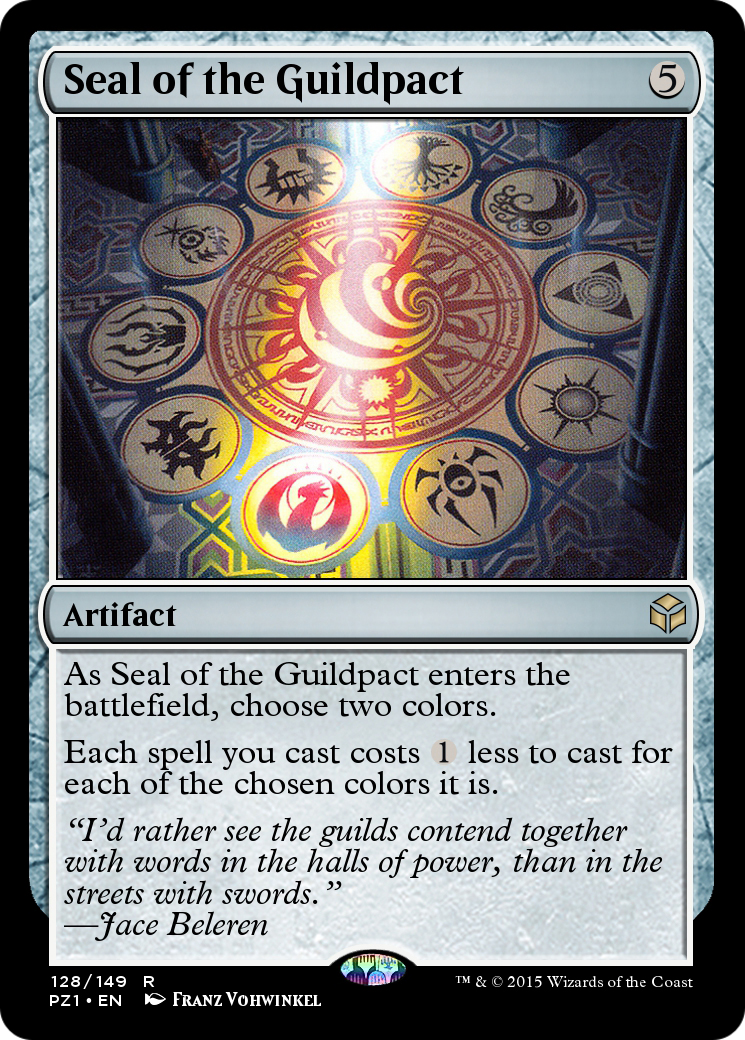 Seal of the Guildpact 5
Artifact
As Seal of the Guildpact enters the
battlefield, choose two colors.
Each spell you cast costs 1 less to cast for
each of the chosen colors it is.
“I’d rather see the guilds contend together
with words in the halls of power, than in the
streets with swords.”
—Jace Beleren
128/149 R
PZ1 • EN Franz Vohwinkel
™ & © 2015 Wizards of the Coast